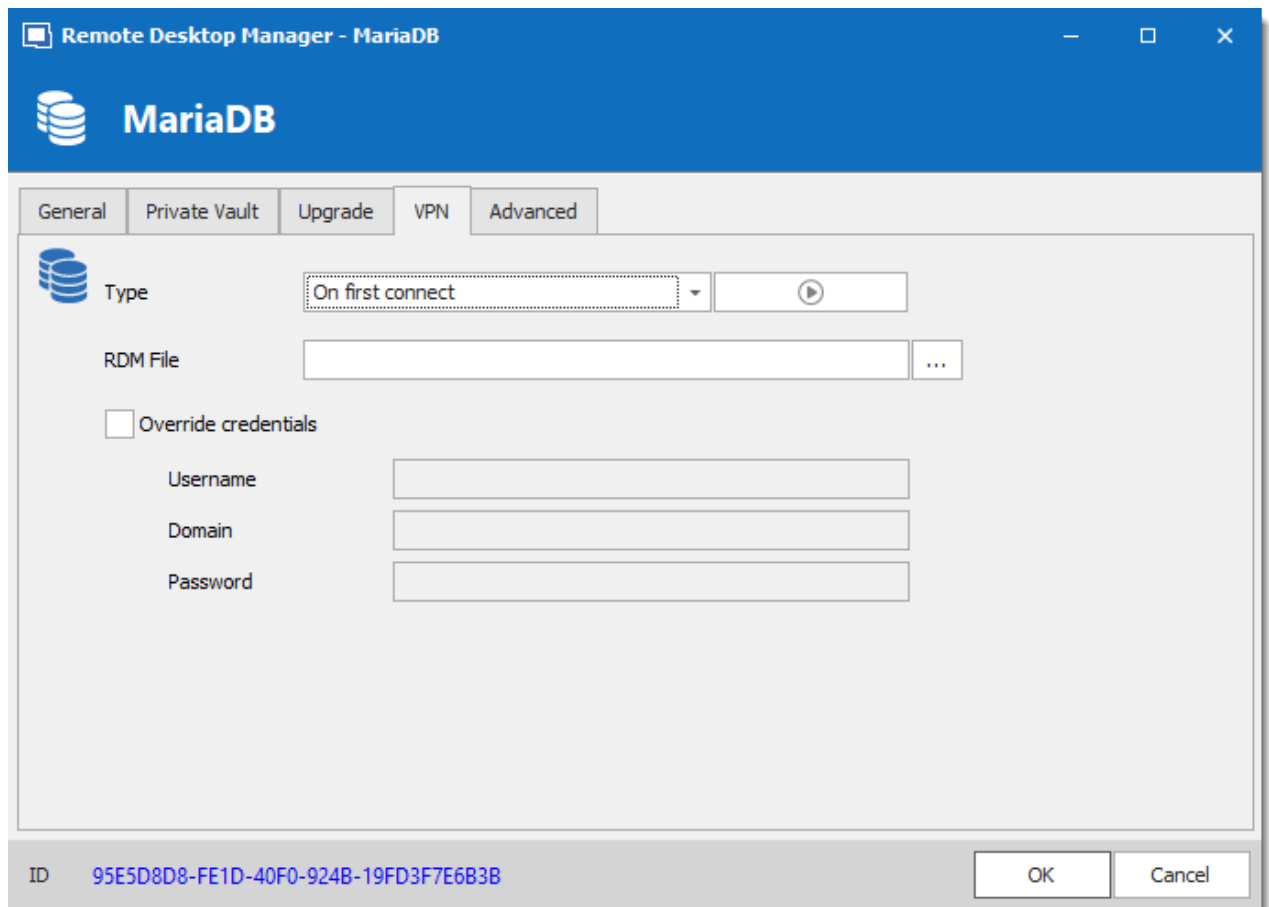 Remote Desktop Manager - MariaDB
MariaDB
General Private Vault Upgrade VPN Advanced
Type On first connect
RDM File ...
Override credentials
Username
Domain
Password
ID 95E5D8D8-FE1D-40F0-924B-19FD3F7E6B3B OK Cancel